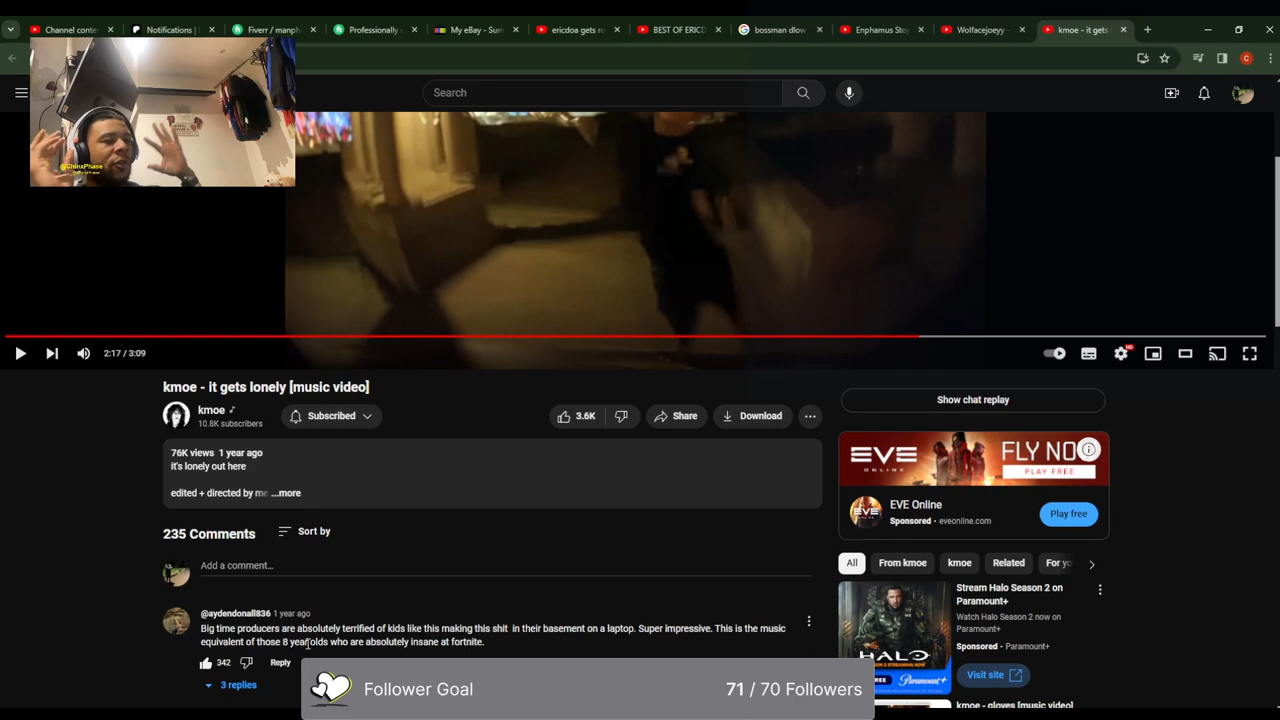 Channel conte
Notifications |
Fiverr / manph
Professionally
My eBay - Sum
ericdoa gets ro
BEST OF ERICD
bossman dlow
Enphamus Sto
Wolfacejoeyy -
kmoe - it gets
Search
C
@ChinxPhase
2:17 / 3:09
HD
kmoe - it gets lonely [music video]
kmoe
10.8K subscribers
Subscribed
3.6K
Share
Download
76K views 1 year ago
it's lonely out here
edited + directed by me ...more
235 Comments
Sort by
Add a comment...
@aydendonall836 1 year ago
Big time producers are absolutely terrified of kids like this making this shit in their basement on a laptop. Super impressive. This is the music
equivalent of those 8 yearolds who are absolutely insane at fortnite.
342
Reply
3 replies
Show chat replay
EVE
ONLINE
FLY NO
PLAY FREE
EVE Online
Sponsored · eveonline.com
Play free
All
From kmoe
kmoe
Related
For yo
Stream Halo Season 2 on
Paramount+
Watch Halo Season 2 now on
Paramount+
Sponsored · Paramount+
Visit site
HALO
Paramount+
kmoe - gloves [music video]
Follower Goal
71 / 70 Followers